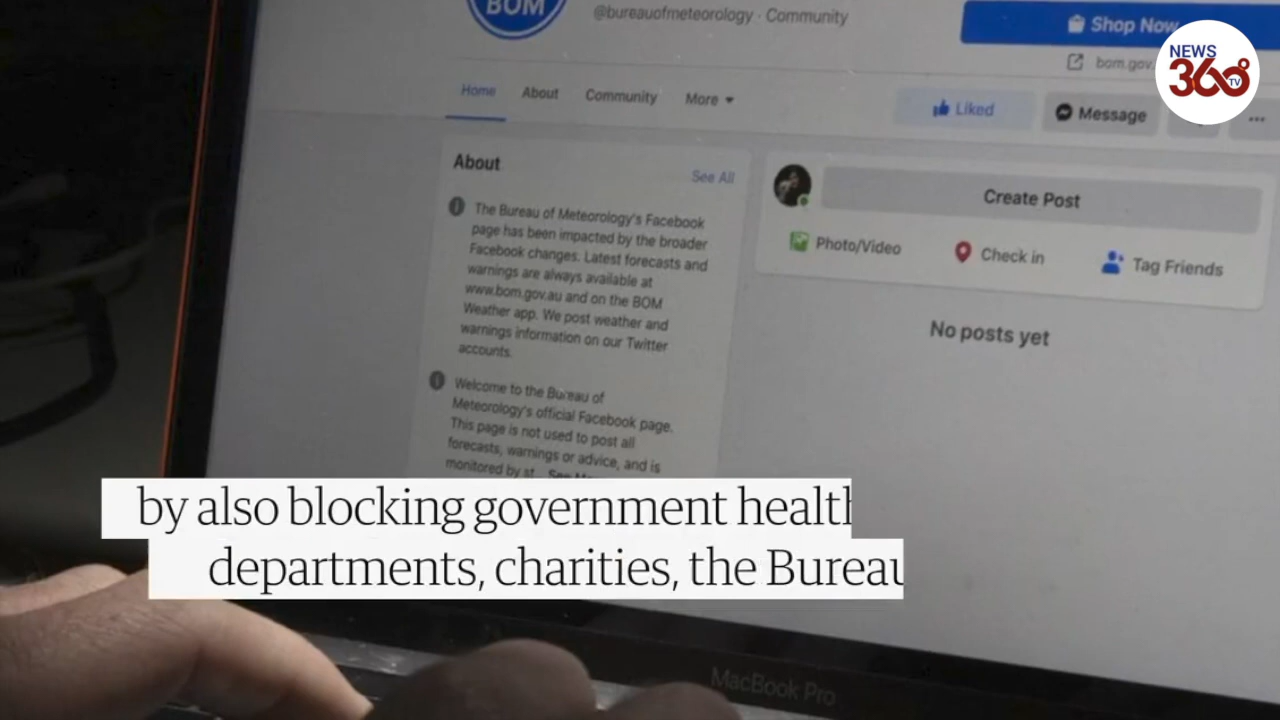 BOM
@bureauofmeteorology · Community
Shop Now
NEWS
360
TV
bom.gov.
Home About Community More
Liked
Message
About
See All
Create Post
The Bureau of Meteorology's Facebook
page has been impacted by the broader
Facebook changes. Latest forecasts and
warnings are always available at
www.bom.gov.au and on the BOM
Weather app. We post weather and
warnings information on our Twitter
accounts.
Photo/Video
Check in
Tag Friends
No posts yet
Welcome to the Bureau of
Meteorology's official Facebook page.
This page is not used to post all
forecasts, warnings or advice, and is
monitored by st... See
by also blocking government health
departments, charities, the Bureau
MacBook Pro